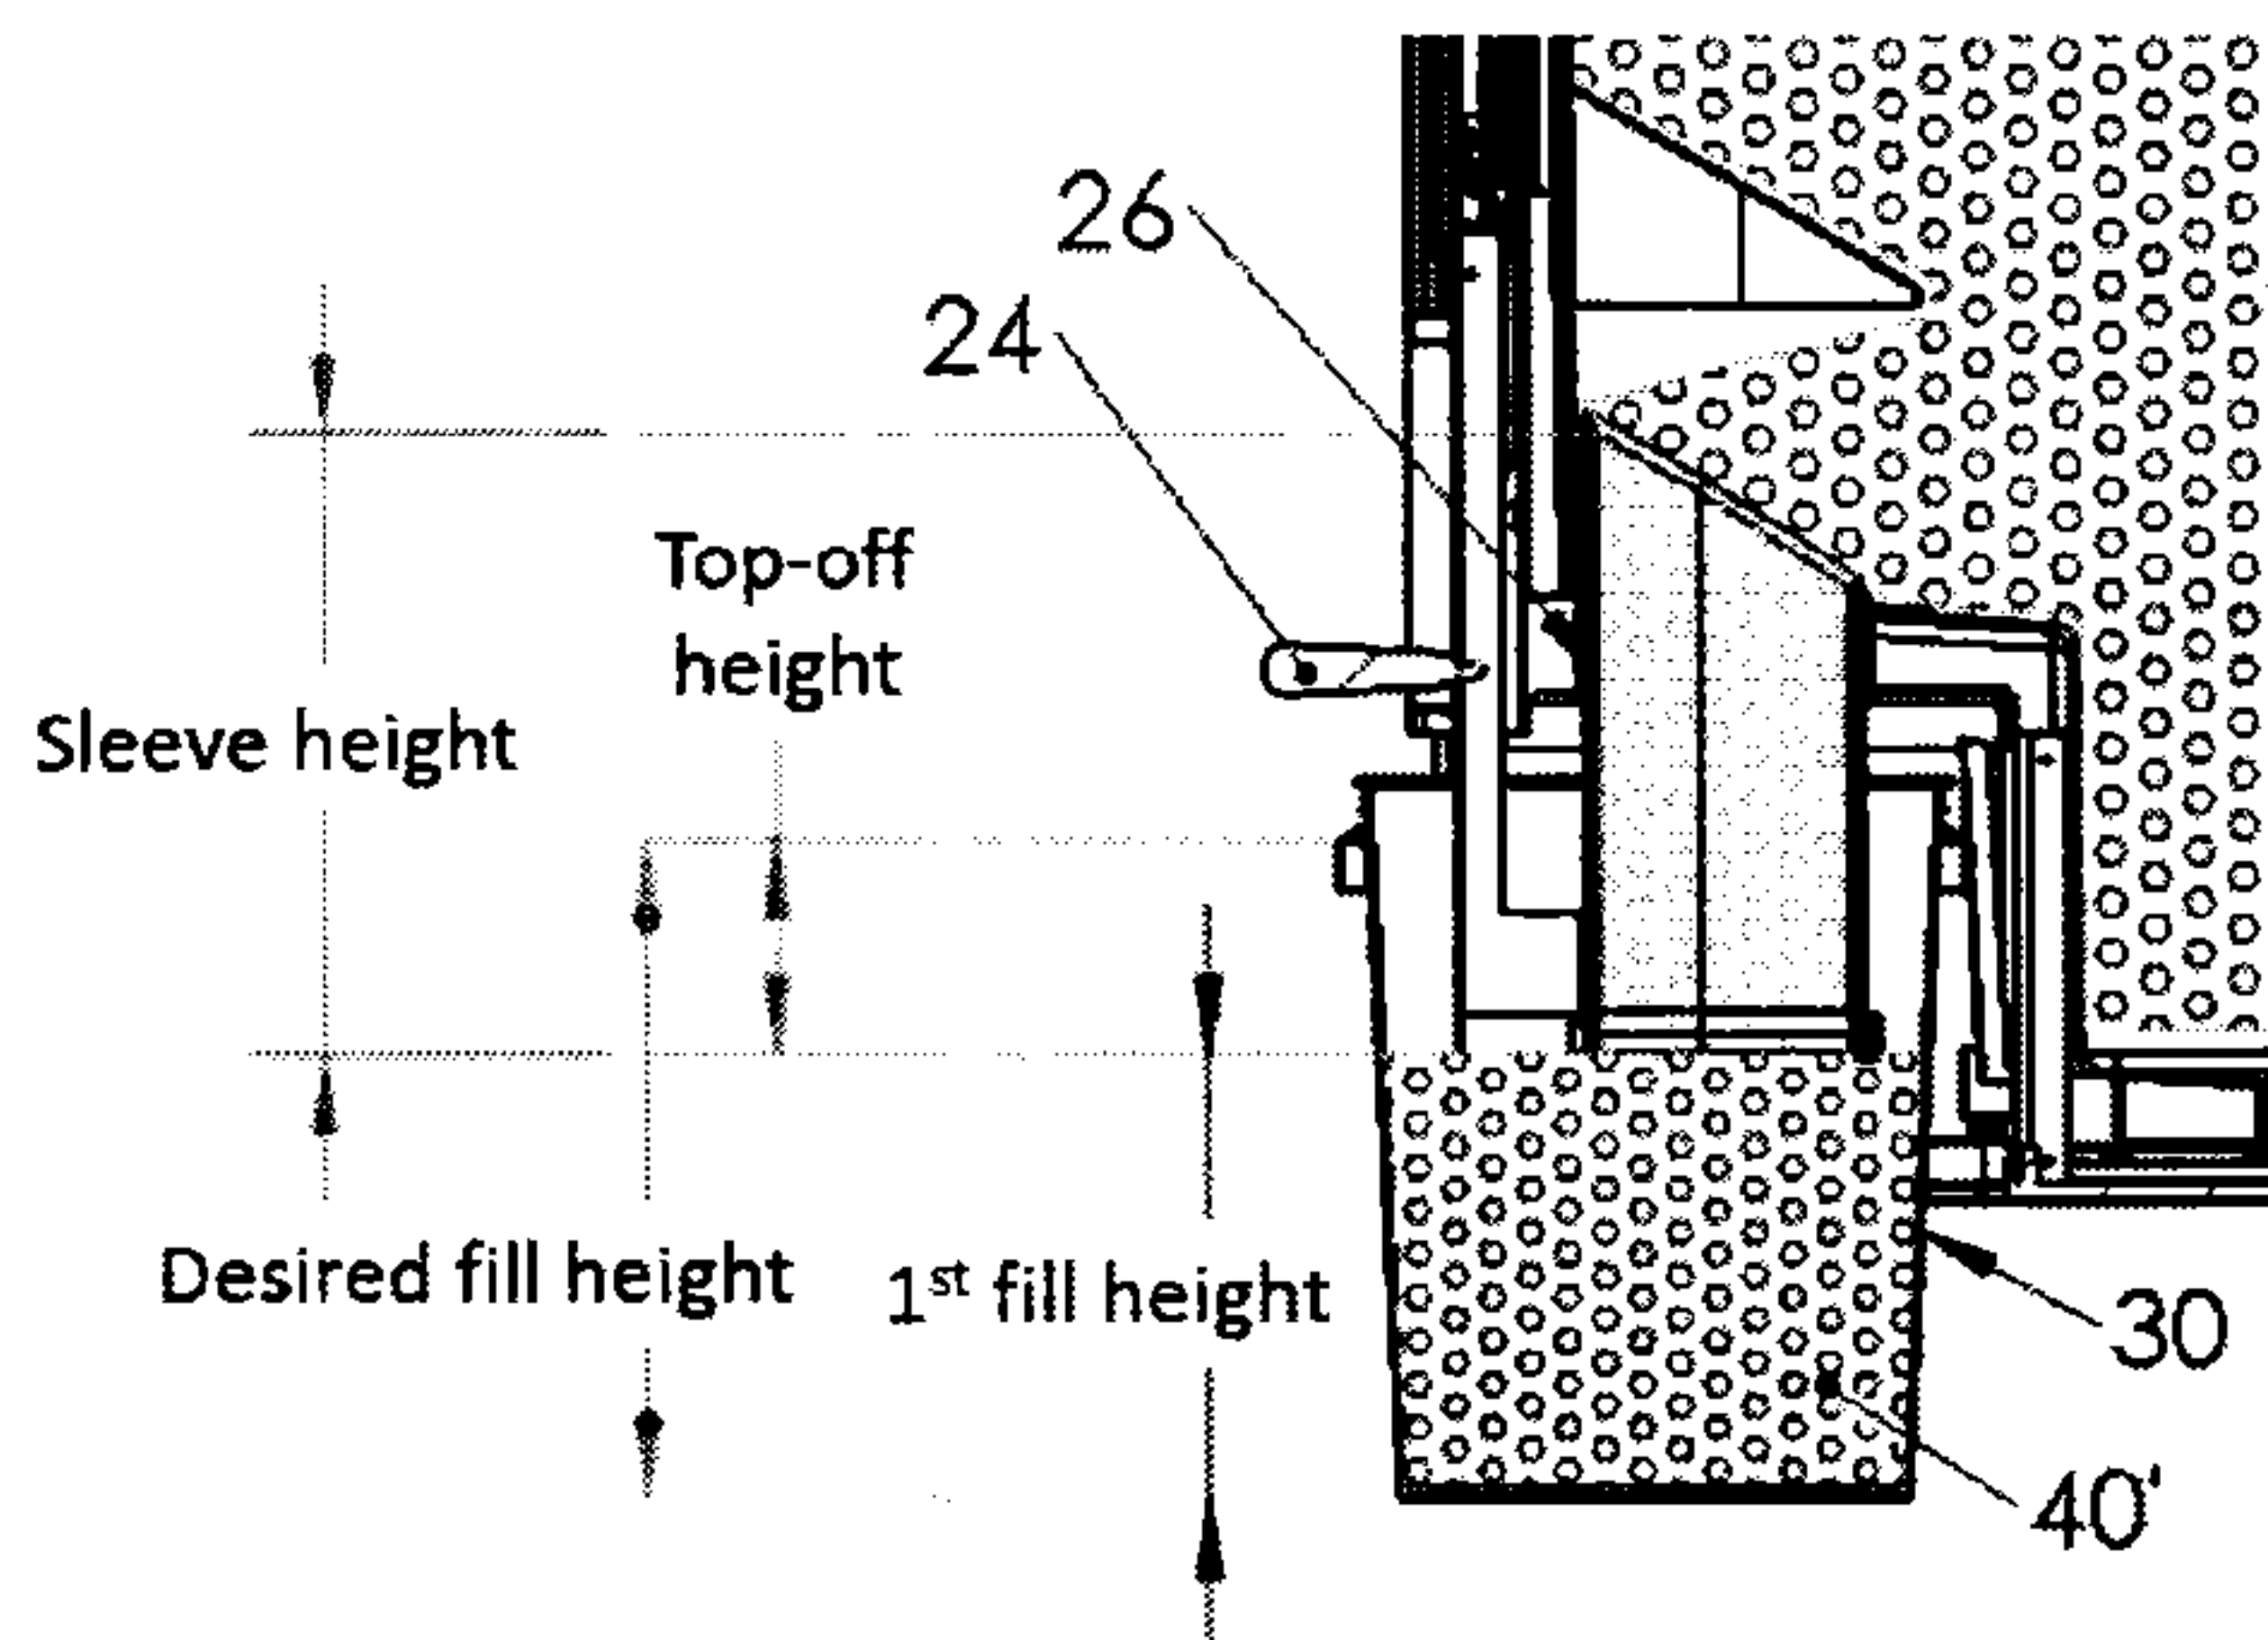 26
24
Top-off
height
Sleeve height
Desired fill height
1st fill height
30
40'